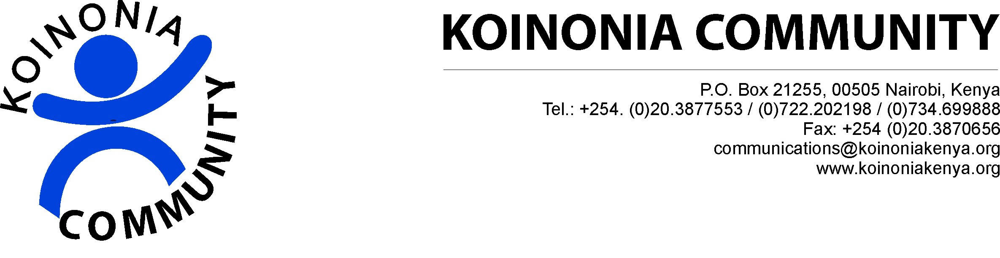 KOINONIA
COMMUNITY
KOINONIA COMMUNITY
P.O. Box 21255, 00505 Nairobi, Kenya
Tel.: +254. (0)20.3877553 / (0)722.202198 / (0)734.699888
Fax: +254 (0)20.3870656
communications@koinoniakenya.org
www.koinoniakenya.org